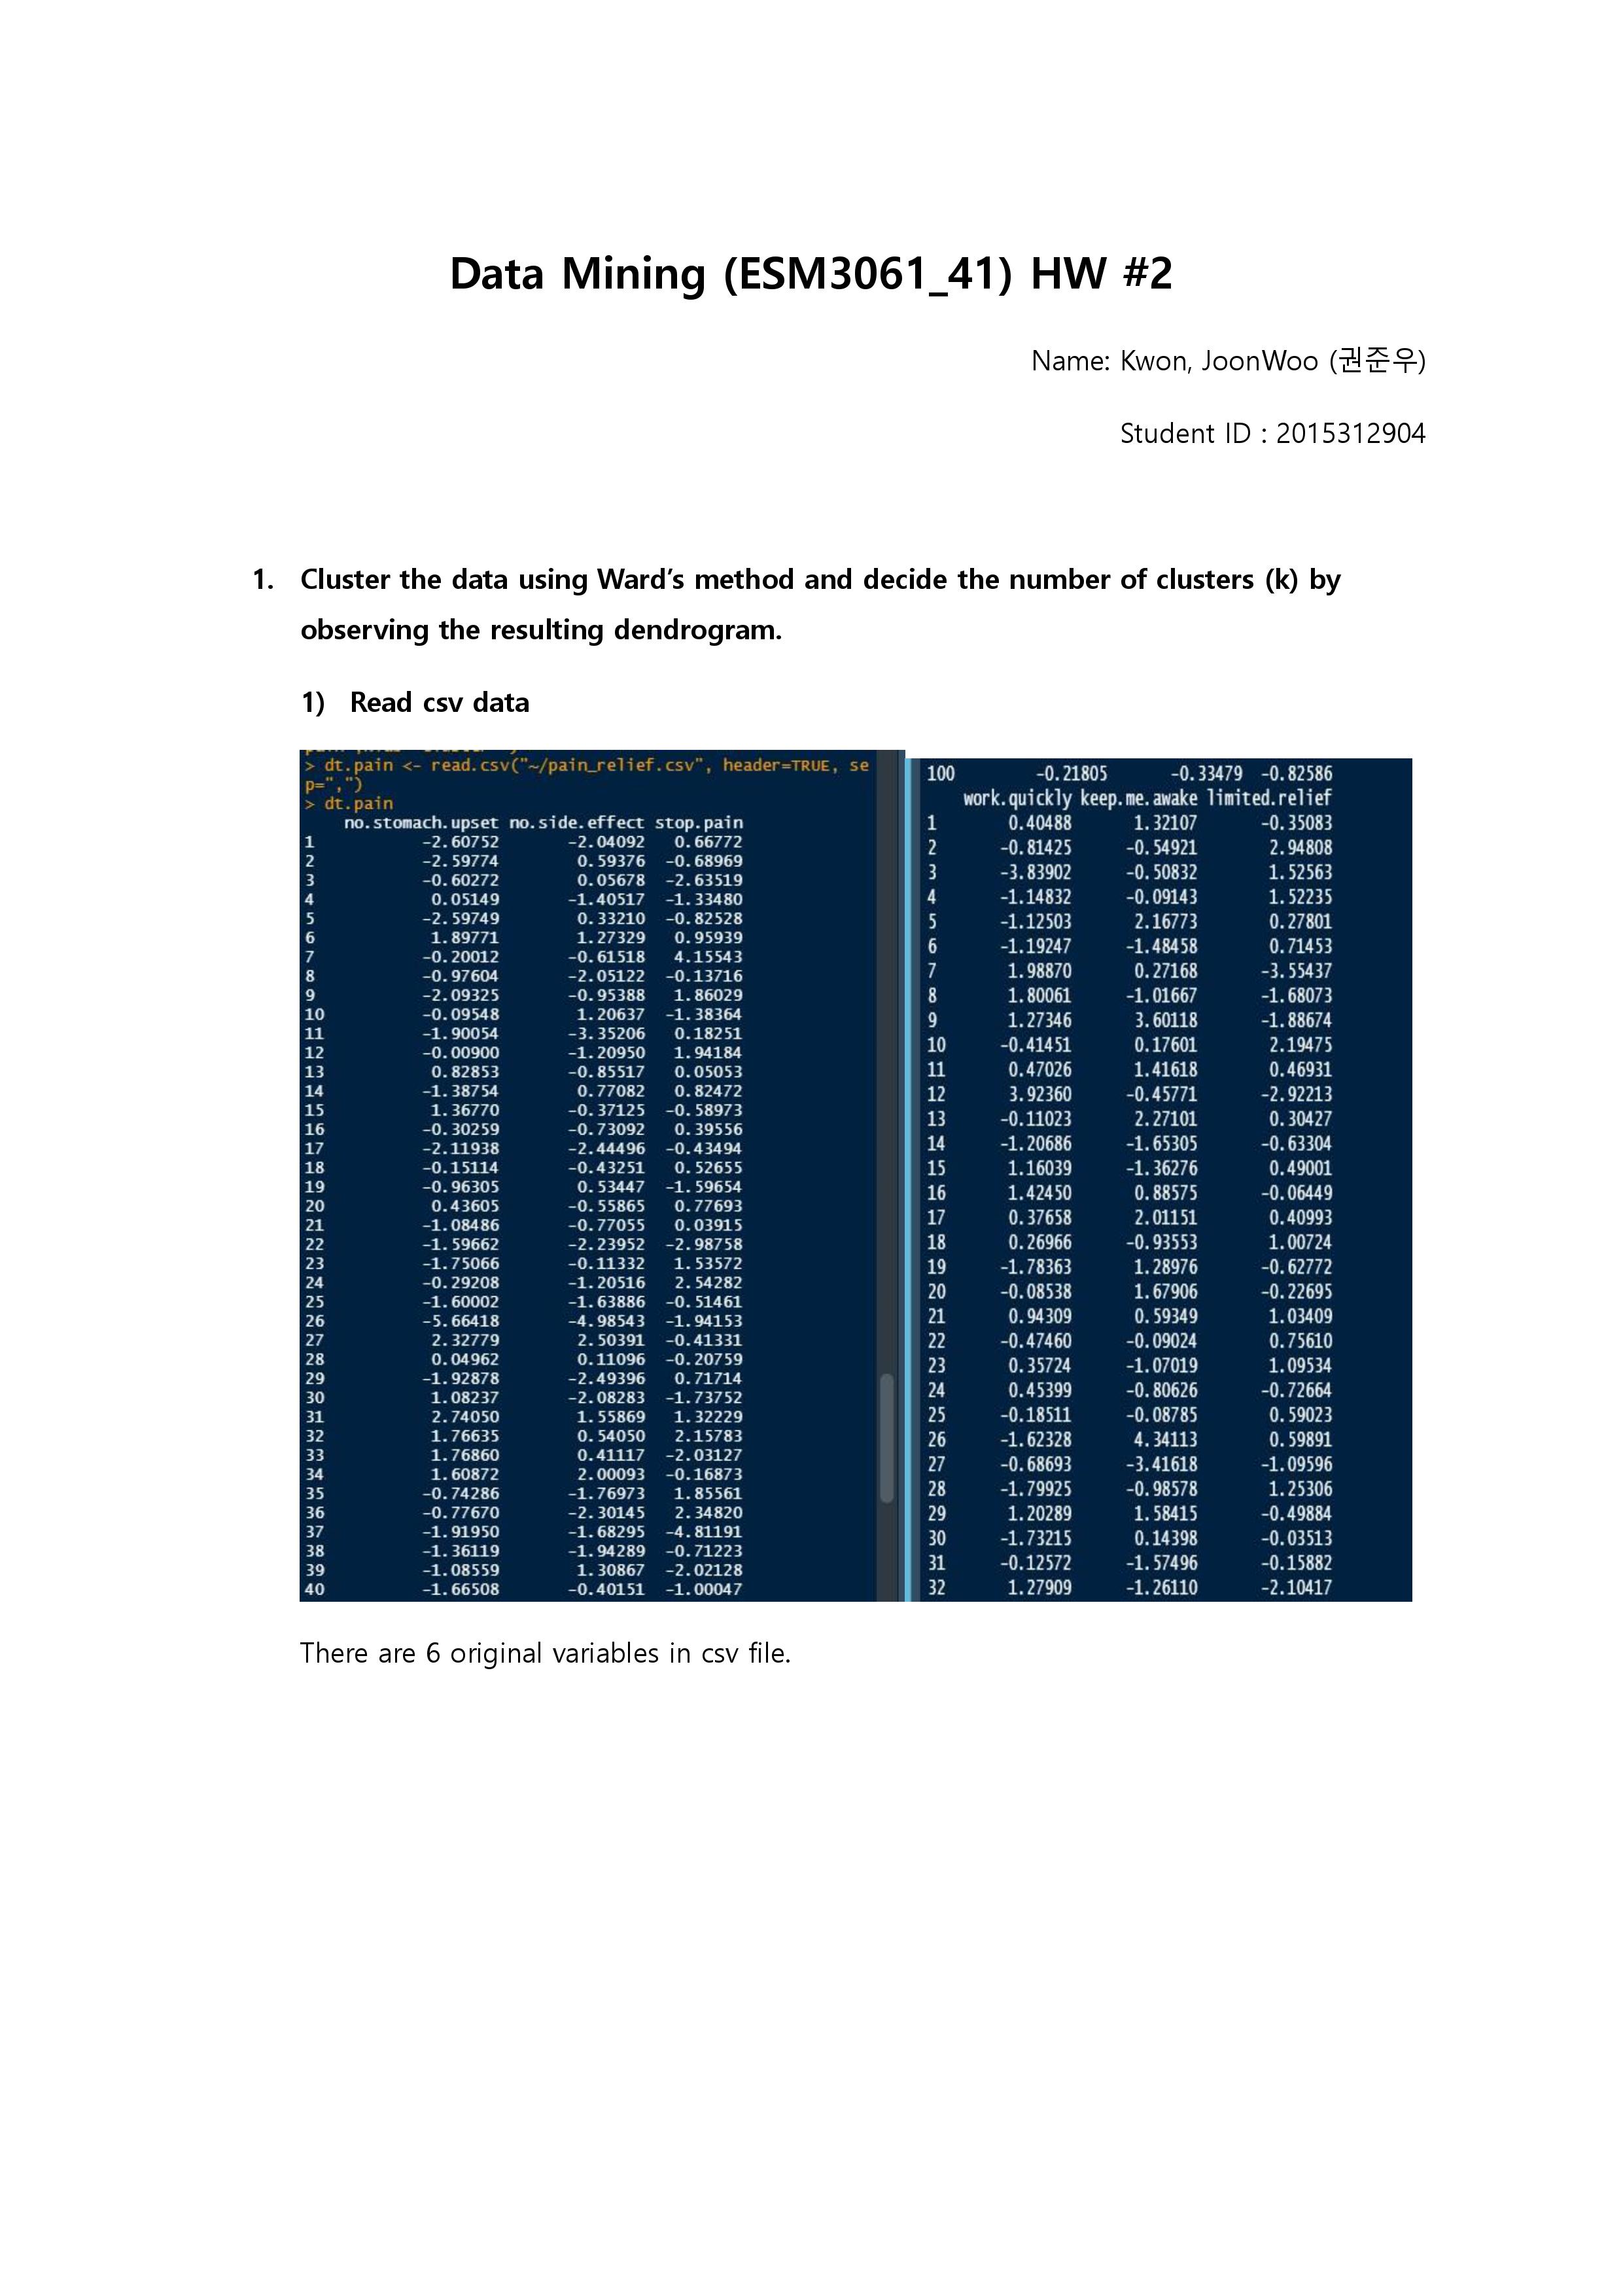 Data Mining (ESM3061_41) HW #2
Name: Kwon, JoonWoo (권준우)
Student ID : 2015312904
1. Cluster the data using Ward's method and decide the number of clusters (k) by
observing the resulting dendrogram.
1) Read csv data
> dt.pain <- read.csv("~/pain_relief.csv", header=TRUE, se
p=",")
> dt.pain
no.stomach.upset no.side.effect stop.pain
1 -2.60752 -2.04092 0.66772
2 -2.59774 0.59376 -0.68969
3 -0.60272 0.05678 -2.63519
4 0.05149 -1.40517 -1.33480
5 -2.59749 0.33210 -0.82528
6 1.89771 1.27329 0.95939
7 -0.20012 -0.61518 4.15543
8 -0.97604 -2.05122 -0.13716
9 -2.09325 -0.95388 1.86029
10 -0.09548 1.20637 -1.38364
11 -1.90054 -3.35206 0.18251
12 -0.00900 -1.20950 1.94184
13 0.82853 -0.85517 0.05053
14 -1.38754 0.77082 0.82472
15 1.36770 -0.37125 -0.58973
16 -0.30259 -0.73092 0.39556
17 -2.11938 -2.44496 -0.43494
18 -0.15114 -0.43251 0.52655
19 -0.96305 0.53447 -1.59654
20 0.43605 -0.55865 0.77693
21 -1.08486 -0.77055 0.03915
22 -1.59662 -2.23952 -2.98758
23 -1.75066 -0.11332 1.53572
24 -0.29208 -1.20516 2.54282
25 -1.60002 -1.63886 -0.51461
26 -5.66418 -4.98543 -1.94153
27 2.32779 2.50391 -0.41331
28 0.04962 0.11096 -0.20759
29 -1.92878 -2.49396 0.71714
30 1.08237 -2.08283 -1.73752
31 2.74050 1.55869 1.32229
32 1.76635 0.54050 2.15783
33 1.76860 0.41117 -2.03127
34 1.60872 2.00093 -0.16873
35 -0.74286 -1.76973 1.85561
36 -0.77670 -2.30145 2.34820
37 -1.91950 -1.68295 -4.81191
38 -1.36119 -1.94289 -0.71223
39 -1.08559 1.30867 -2.02128
40 -1.66508 -0.40151 -1.00047
100 -0.21805 -0.33479 -0.82586
work.quickly keep.me.awake limited.relief
1 0.40488 1.32107 -0.35083
2 -0.81425 -0.54921 2.94808
3 -3.83902 -0.50832 1.52563
4 -1.14832 -0.09143 1.52235
5 -1.12503 2.16773 0.27801
6 -1.19247 -1.48458 0.71453
7 1.98870 0.27168 -3.55437
8 1.80061 -1.01667 -1.68073
9 1.27346 3.60118 -1.88674
10 -0.41451 0.17601 2.19475
11 0.47026 1.41618 0.46931
12 3.92360 -0.45771 -2.92213
13 -0.11023 2.27101 0.30427
14 -1.20686 -1.65305 -0.63304
15 1.16039 -1.36276 0.49001
16 1.42450 0.88575 -0.06449
17 0.37658 2.01151 0.40993
18 0.26966 -0.93553 1.00724
19 -1.78363 1.28976 -0.62772
20 -0.08538 1.67906 -0.22695
21 0.94309 0.59349 1.03409
22 -0.47460 -0.09024 0.75610
23 0.35724 -1.07019 1.09534
24 0.45399 -0.80626 -0.72664
25 -0.18511 -0.08785 0.59023
26 -1.62328 4.34113 0.59891
27 -0.68693 -3.41618 -1.09596
28 -1.79925 -0.98578 1.25306
29 1.20289 1.58415 -0.49884
30 -1.73215 0.14398 -0.03513
31 -0.12572 -1.57496 -0.15882
32 1.27909 -1.26110 -2.10417
There are 6 original variables in csv file.